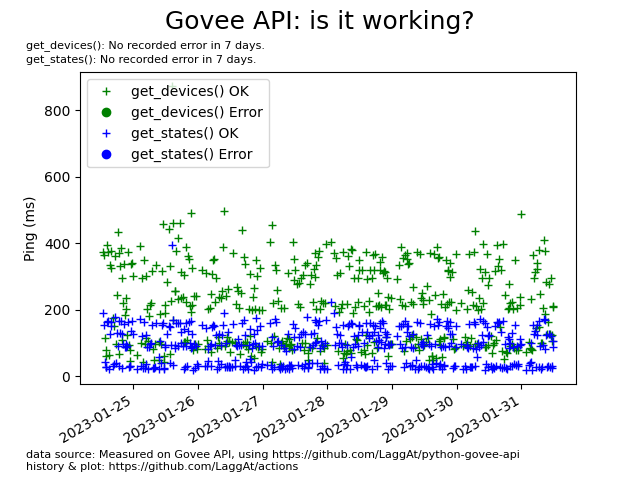 Govee API: is it working?
get_devices(): No recorded error in 7 days.
get_states(): No recorded error in 7 days.
get_devices() OK
get_devices() Error
get_states() OK
get_states() Error
Ping (ms)
800
600
400
200
0
2023-01-25
2023-01-26
2023-01-27
2023-01-28
2023-01-29
2023-01-30
2023-01-31
data source: Measured on Govee API, using https://github.com/LaggAt/python-govee-api
history & plot: https://github.com/LaggAt/actions